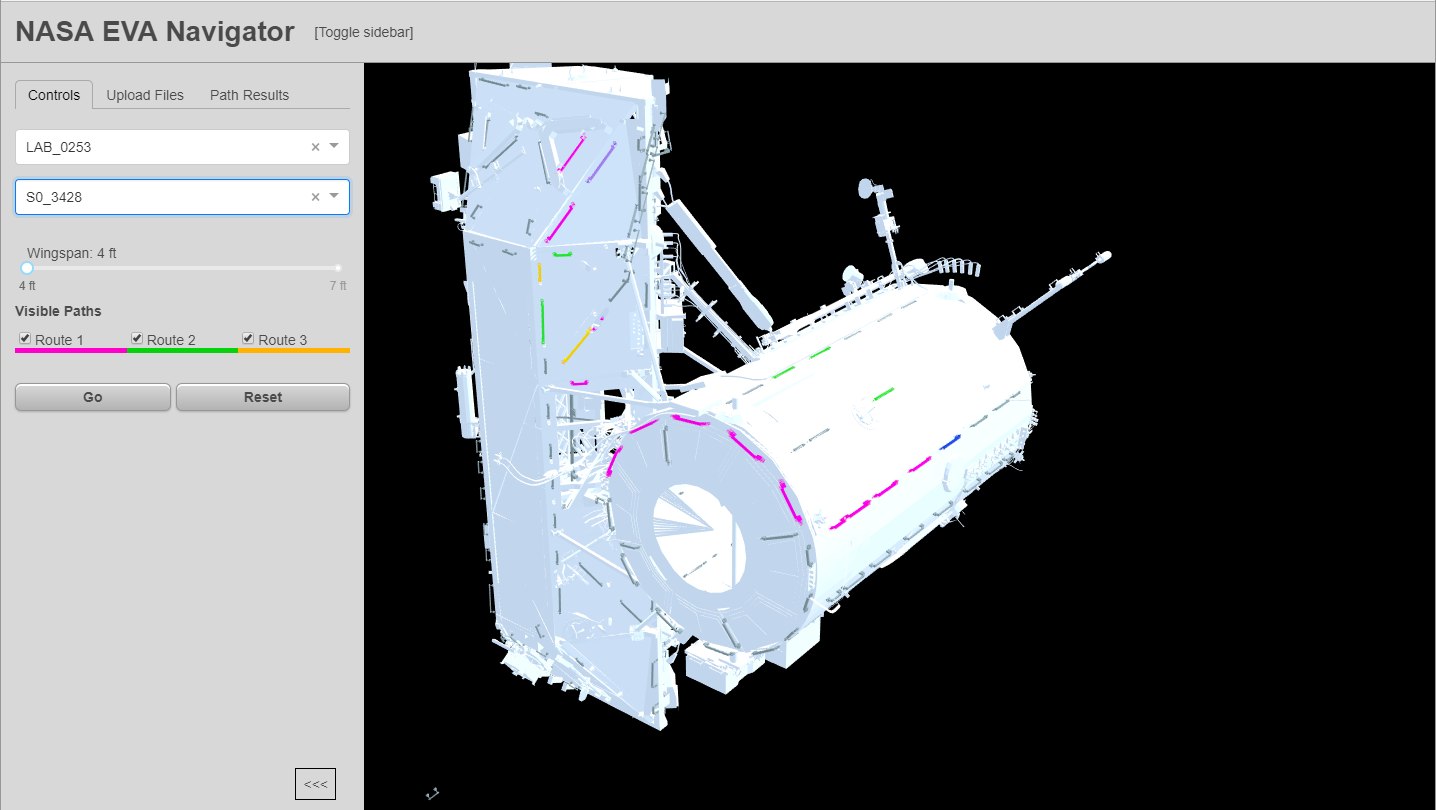 NASA EVA Navigator [Toggle sidebar]
Controls Upload Files Path Results
LAB_0253 ×
S0_3428 ×
Wingspan: 4 ft
4 ft 7 ft
Visible Paths
Route 1 Route 2 Route 3
Go Reset
<<<